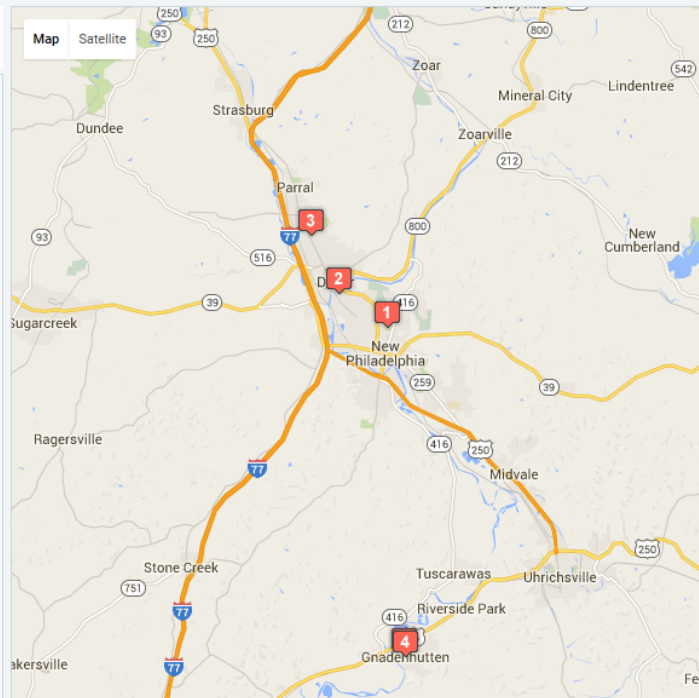 250
Map
Satellite
93
250
800
Zoar
542
Lindentree
Mineral City
Strasburg
Dundee
Zoarville
212
Parral
3
77
800
93
New
Cumberland
516
2
39
1
416
Sugarcreek
New
Philadelphia
259
39
Ragersville
416
250
77
Midvale
250
Stone Creek
Tuscarawas
Uhrichsville
751
77
Riverside Park
416
4
Gnadenhutten
77
akersville
Fe